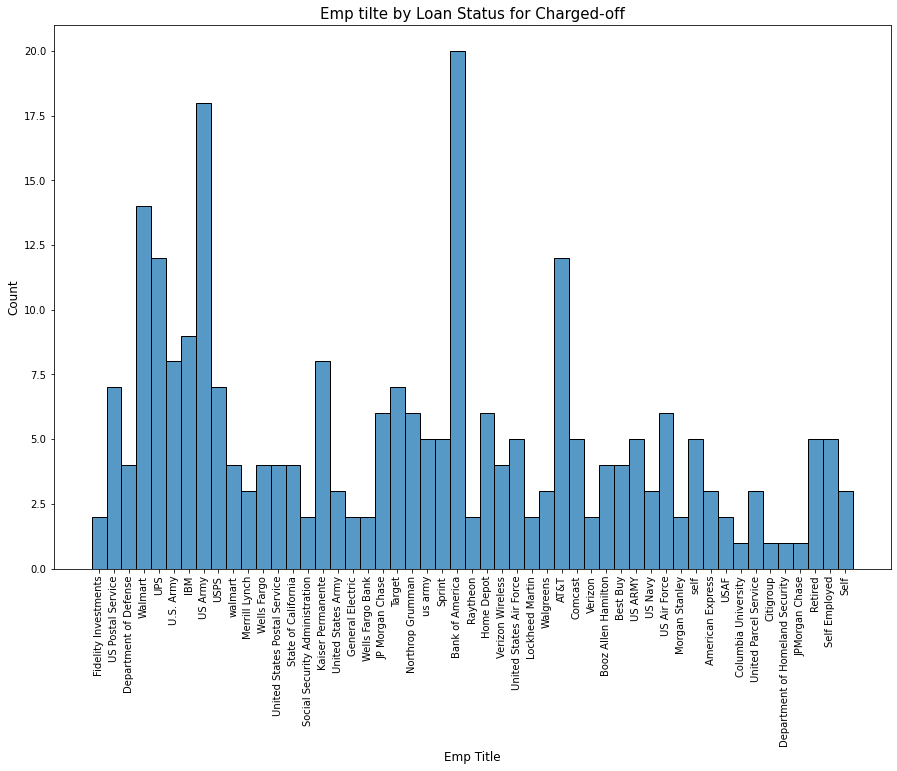 Emp tilte by Loan Status for Charged-off
Count
20.0
17.5
15.0
12.5
10.0
7.5
5.0
2.5
0.0
Fidelity Investments
US Postal Service
Department of Defense
Walmart
UPS
U.S. Army
IBM
US Army
USPS
walmart
Merrill Lynch
Wells Fargo
United States Postal Service
State of California
Social Security Administration
Kaiser Permanente
United States Army
General Electric
Wells Fargo Bank
JP Morgan Chase
Target
Northrop Grumman
us army
Sprint
Bank of America
Raytheon
Home Depot
Verizon Wireless
United States Air Force
Lockheed Martin
Walgreens
AT&T
Comcast
Verizon
Booz Allen Hamilton
Best Buy
US ARMY
US Navy
US Air Force
Morgan Stanley
self
American Express
USAF
Columbia University
United Parcel Service
Citigroup
Department of Homeland Security
JPMorgan Chase
Retired
Self Employed
Self
Emp Title